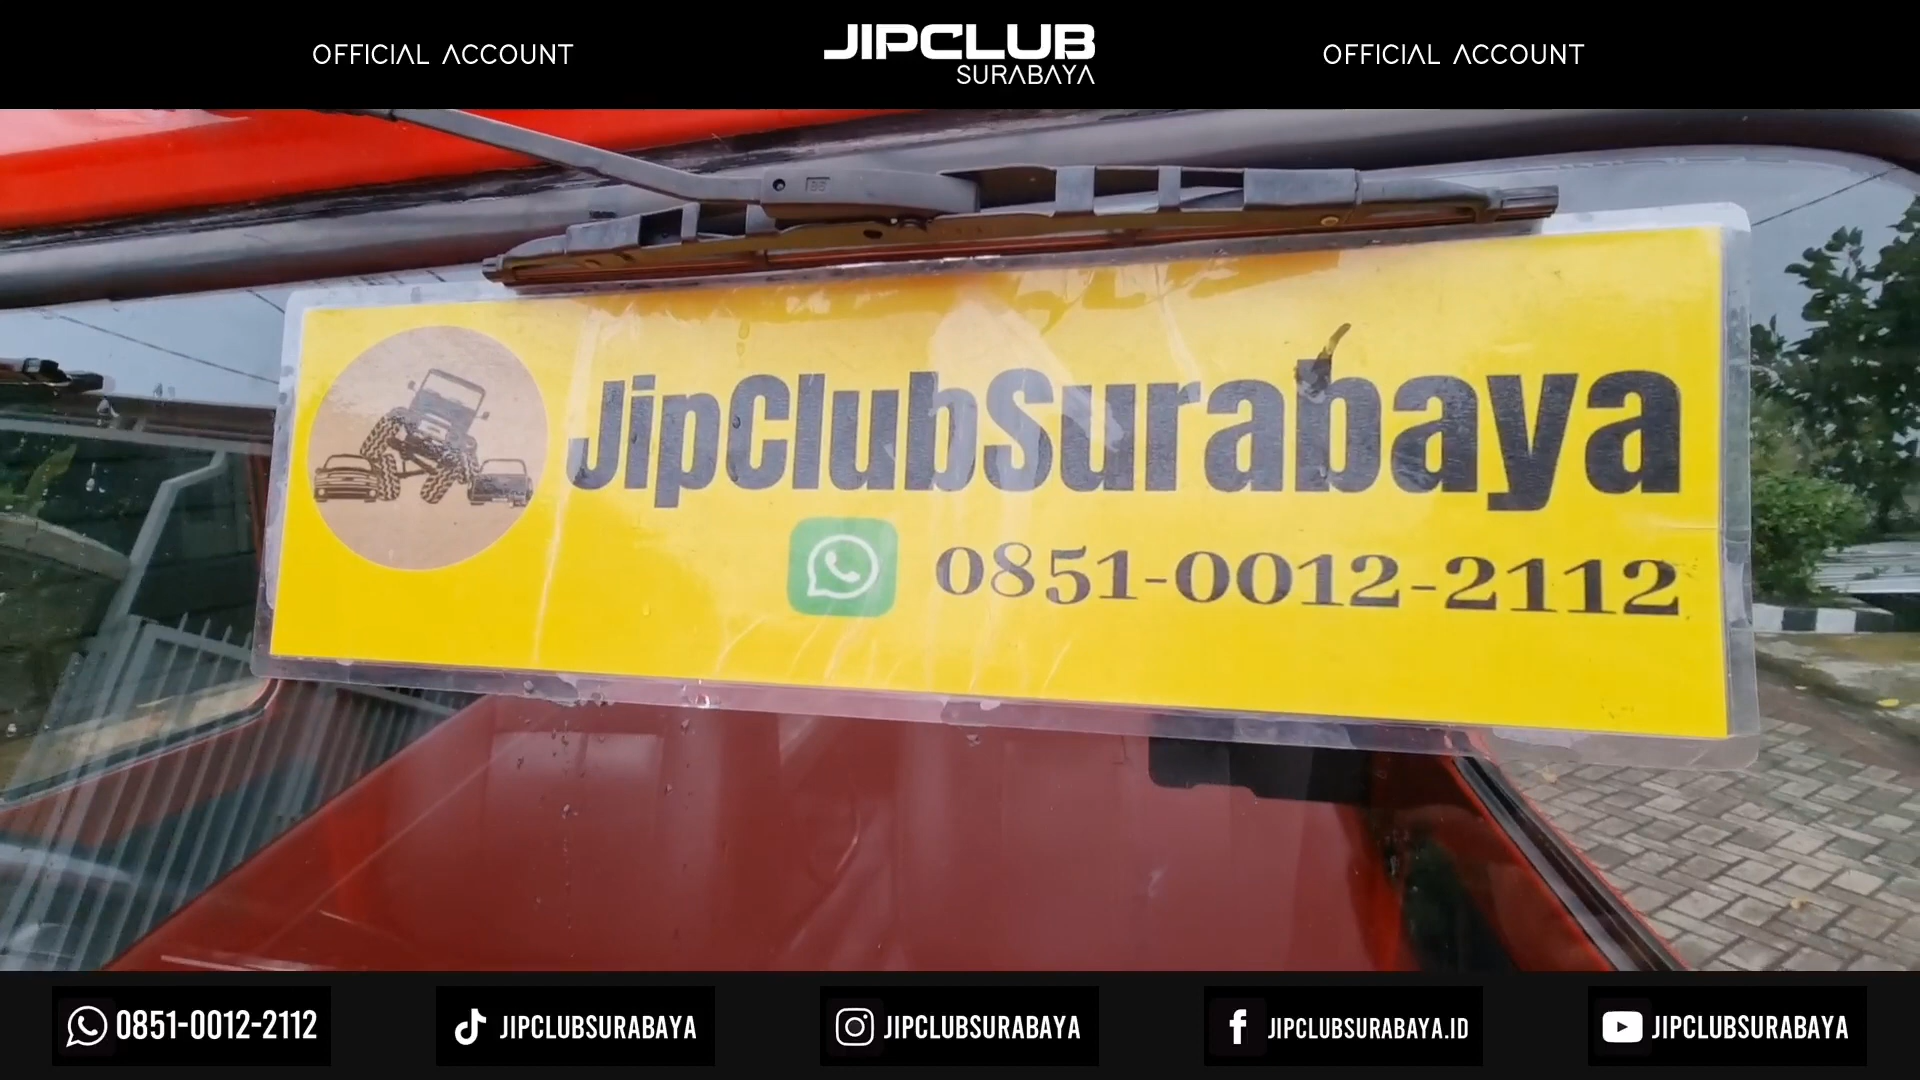 OFFICIAL ACCOUNT
JIPCLUB
SURABAYA
OFFICIAL ACCOUNT
JipClubSurabaya
0851-0012-2112
0851-0012-2112
JIPCLUBSURABAYA
JIPCLUBSURABAYA
JIPCLUBSURABAYA.ID
JIPCLUBSURABAYA